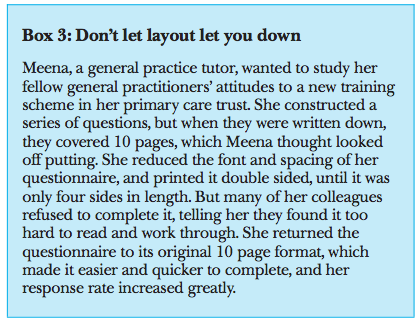 Box 3: Don’t let layout let you down
Meena, a general practice tutor, wanted to study her
fellow general practitioners’ attitudes to a new training
scheme in her primary care trust. She constructed a
series of questions, but when they were written down,
they covered 10 pages, which Meena thought looked
off putting. She reduced the font and spacing of her
questionnaire, and printed it double sided, until it was
only four sides in length. But many of her colleagues
refused to complete it, telling her they found it too
hard to read and work through. She returned the
questionnaire to its original 10 page format, which
made it easier and quicker to complete, and her
response rate increased greatly.